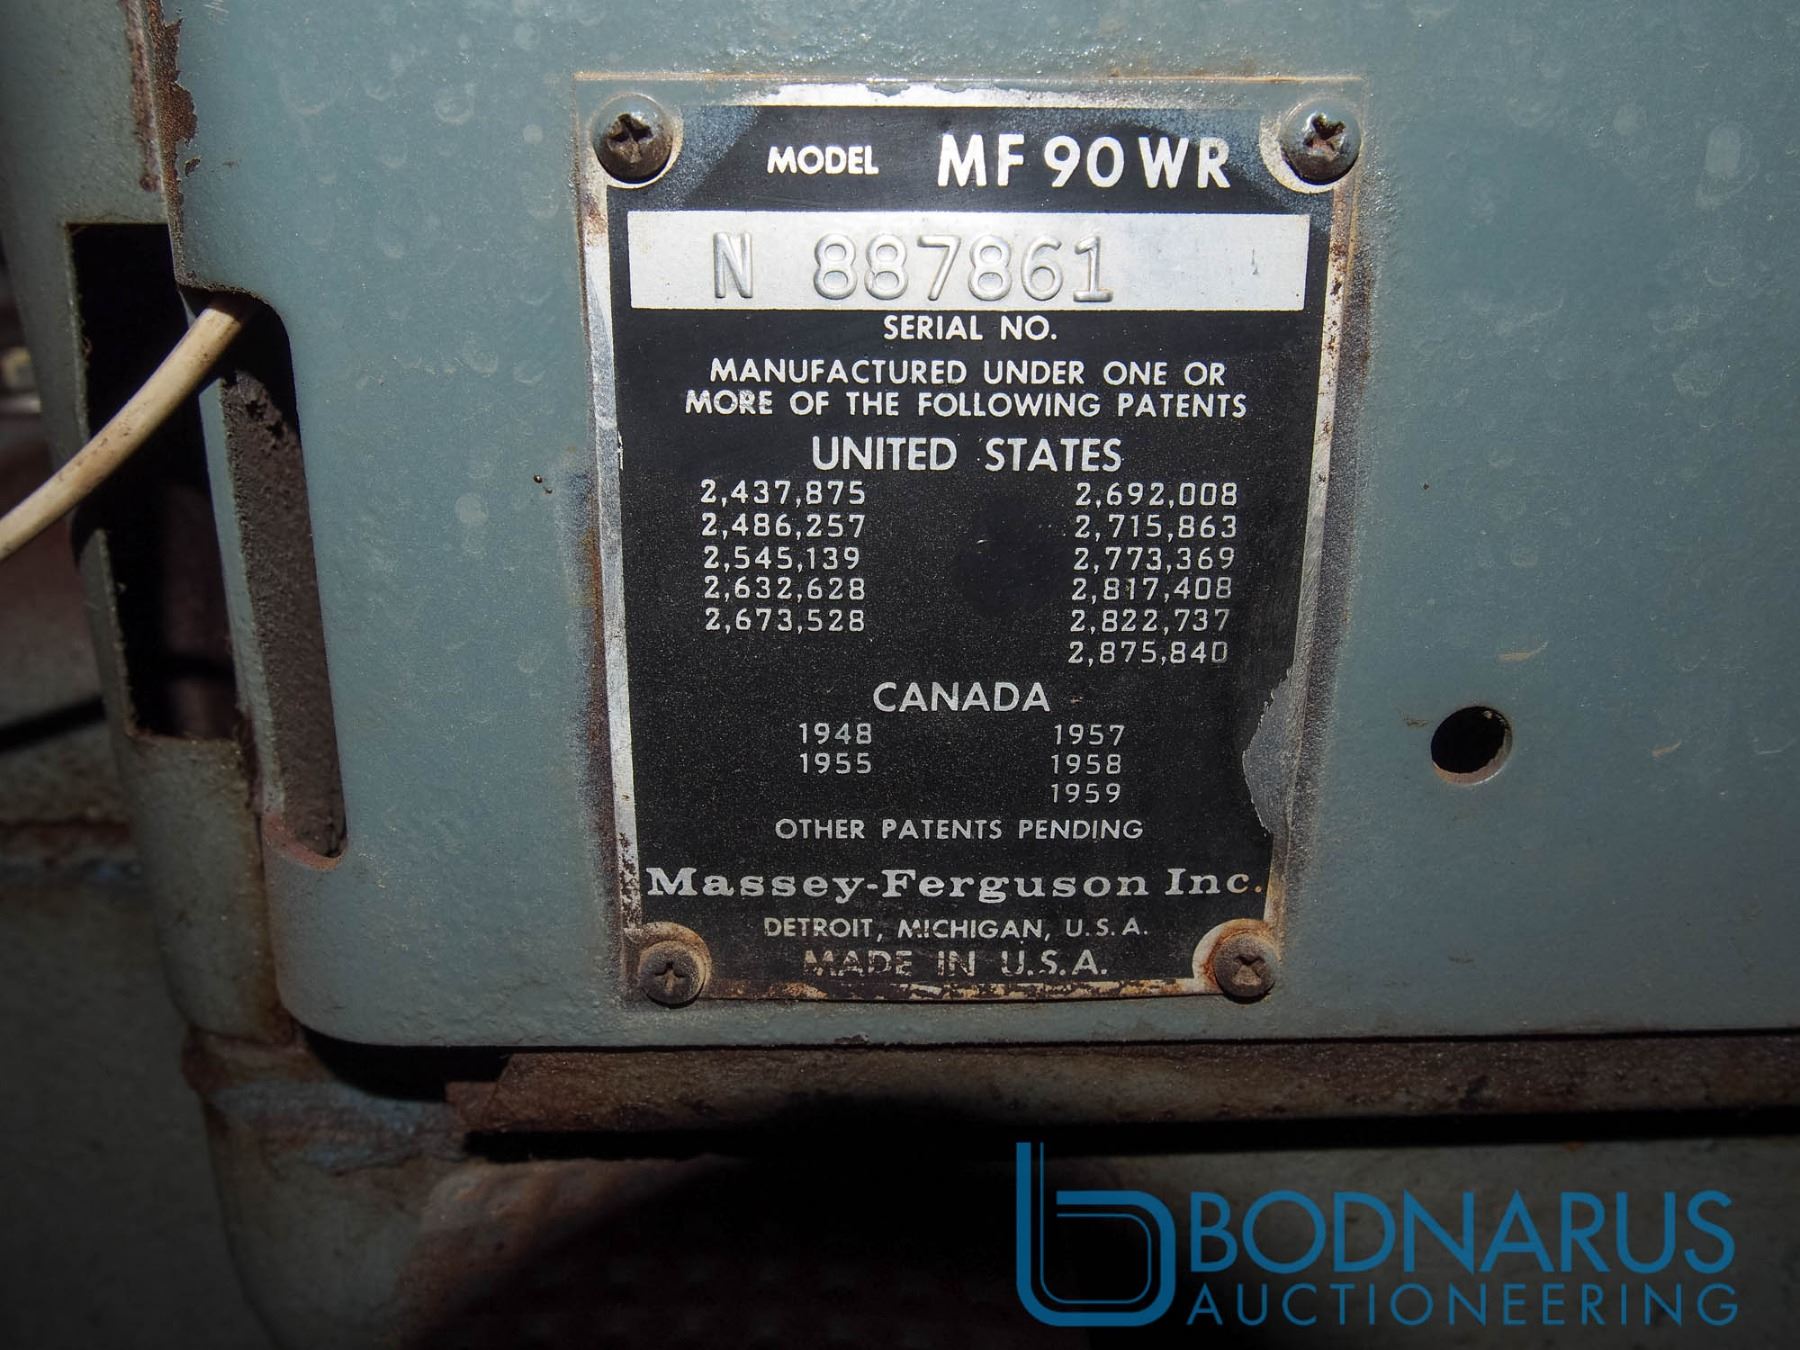 MODEL MF 90 WR
N 887861
SERIAL NO.
MANUFACTURED UNDER ONE OR
MORE OF THE FOLLOWING PATENTS
UNITED STATES
2,437,875 2,692,008
2,486,257 2,715,863
2,545,139 2,773,369
2,632,628 2,817,408
2,673,528 2,822,737
2,875,840
CANADA
1948 1957
1955 1958
1959
OTHER PATENTS PENDING
Massey-Ferguson Inc.
DETROIT, MICHIGAN, U.S.A.
MADE IN U.S.A.
BODNARUS
AUCTIONEERING